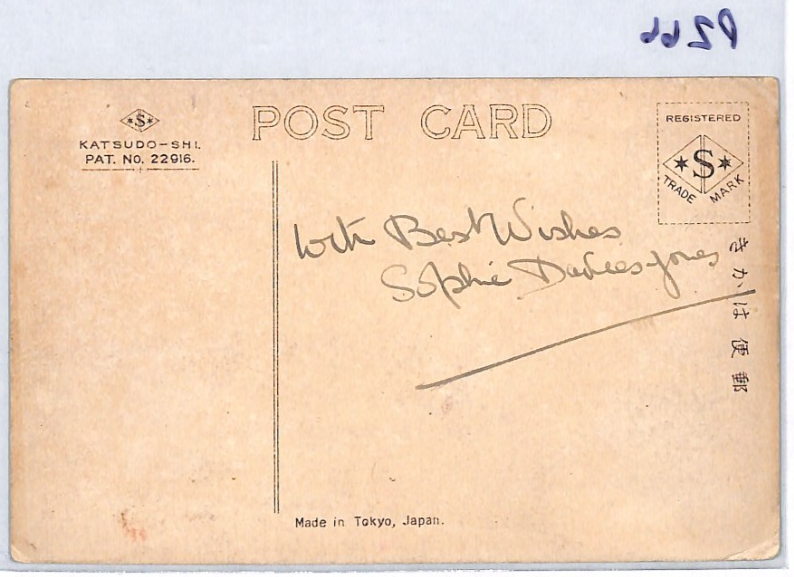 P266
S
KATSUDO-SHI.
PAT. NO. 22916.
POST CARD
REGISTERED
S
TRADE MARK
With Best Wishes
Sophie Davies-Jones
きかは便郵
Made in Tokyo, Japan.